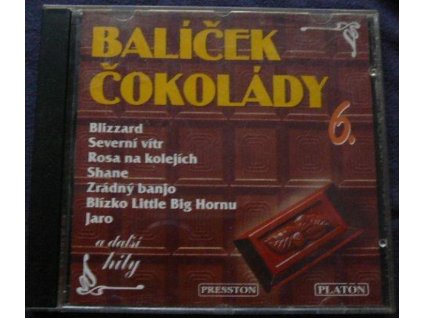 BALÍČEK
ČOKOLÁDY
6.
Blizzard
Severní vítr
Rosa na kolejích
Shane
Zrádný banjo
Blízko Little Big Hornu
Jaro
a další
hity
PRESSTON
PLATON